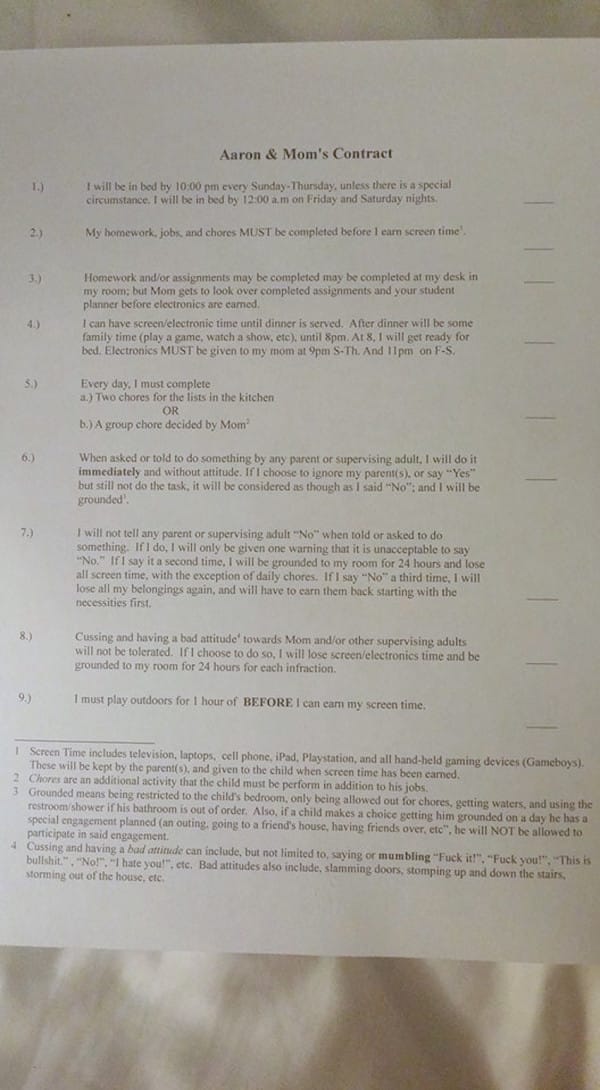 Aaron & Mom's Contract
1.) I will be in bed by 10:00 pm every Sunday-Thursday, unless there is a special
circumstance. I will be in bed by 12:00 a.m on Friday and Saturday nights.
2.) My homework, jobs, and chores MUST be completed before I earn screen time¹.
3.) Homework and/or assignments may be completed may be completed at my desk in
my room; but Mom gets to look over completed assignments and your student
planner before electronics are earned.
4.) I can have screen/electronic time until dinner is served. After dinner will be some
family time (play a game, watch a show, etc), until 8pm. At 8, I will get ready for
bed. Electronics MUST be given to my mom at 9pm S-Th. And 11pm on F-S.
5.) Every day, I must complete
a.) Two chores for the lists in the kitchen
OR
b.) A group chore decided by Mom²
6.) When asked or told to do something by any parent or supervising adult, I will do it
immediately and without attitude. If I choose to ignore my parent(s), or say “Yes”
but still not do the task, it will be considered as though as I said “No”; and I will be
grounded³.
7.) I will not tell any parent or supervising adult “No” when told or asked to do
something. If I do, I will only be given one warning that it is unacceptable to say
“No.” If I say it a second time, I will be grounded to my room for 24 hours and lose
all screen time, with the exception of daily chores. If I say “No” a third time, I will
lose all my belongings again, and will have to earn them back starting with the
necessities first.
8.) Cussing and having a bad attitude⁴ towards Mom and/or other supervising adults
will not be tolerated. If I choose to do so, I will lose screen/electronics time and be
grounded to my room for 24 hours for each infraction.
9.) I must play outdoors for 1 hour of BEFORE I can earn my screen time.
1 Screen Time includes television, laptops, cell phone, iPad, Playstation, and all hand-held gaming devices (Gameboys).
These will be kept by the parent(s), and given to the child when screen time has been earned.
2 Chores are an additional activity that the child must perform in addition to his jobs.
3 Grounded means being restricted to the child's bedroom, only being allowed out for chores, getting waters, and using the
restroom/shower if his bathroom is out of order. Also, if a child makes a choice getting him grounded on a day he has a
special engagement planned (an outing, going to a friend's house, having friends over, etc”, he will NOT be allowed to
participate in said engagement.
4 Cussing and having a bad attitude can include, but not limited to, saying or mumbling “Fuck it!”, “Fuck you!”, “This is
bullshit.” , “No!”, “I hate you!”, etc. Bad attitudes also include, slamming doors, stomping up and down the stairs,
storming out of the house, etc.